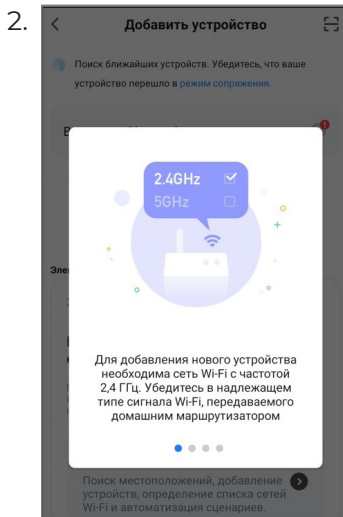 2.
Добавить устройство
Поиск ближайших устройств. Убедитесь, что ваше
устройство перешло в режим сопряжения.
2.4GHz
5GHz
Для добавления нового устройства
необходима сеть Wi-Fi с частотой
2,4 ГГц. Убедитесь в надлежащем
типе сигнала Wi-Fi, передаваемого
домашним маршрутизатором
Поиск местоположений, добавление
устройств, определение списка сетей
Wi-Fi и автоматизация сценариев.